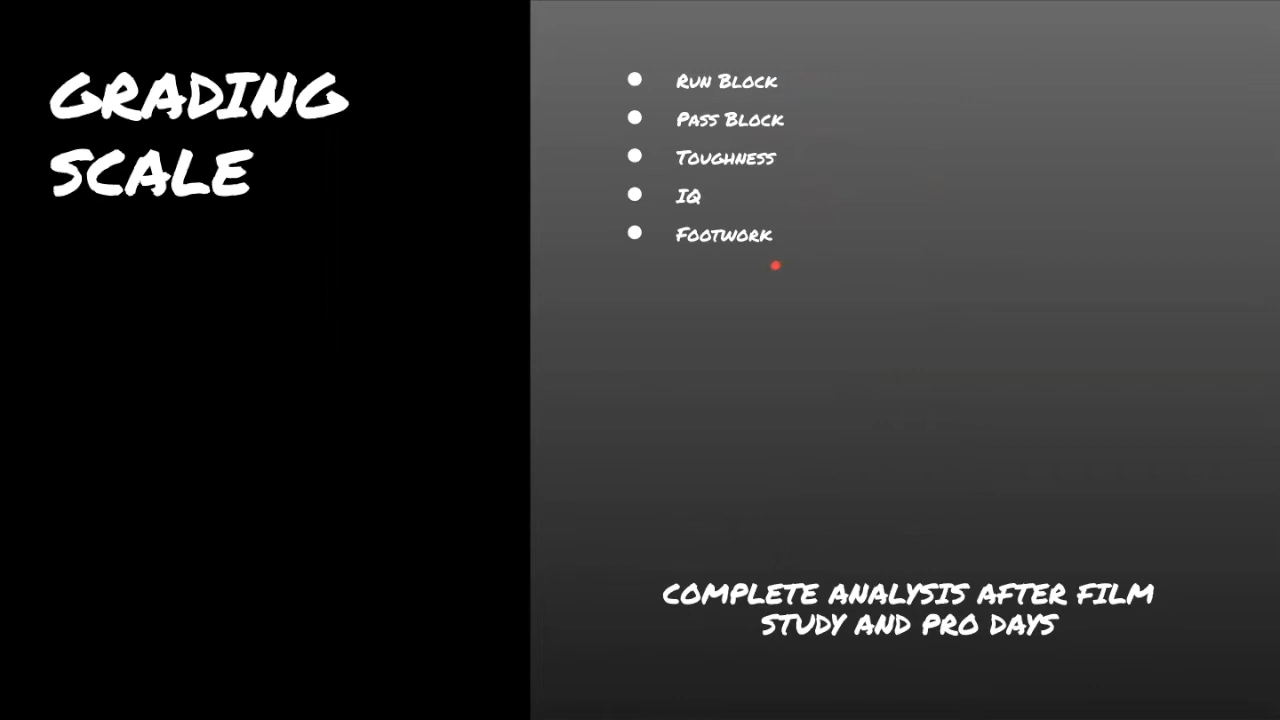 GRADING
SCALE
RUN BLOCK
PASS BLOCK
TOUGHNESS
IQ
FOOTWORK
COMPLETE ANALYSIS AFTER FILM
STUDY AND PRO DAYS